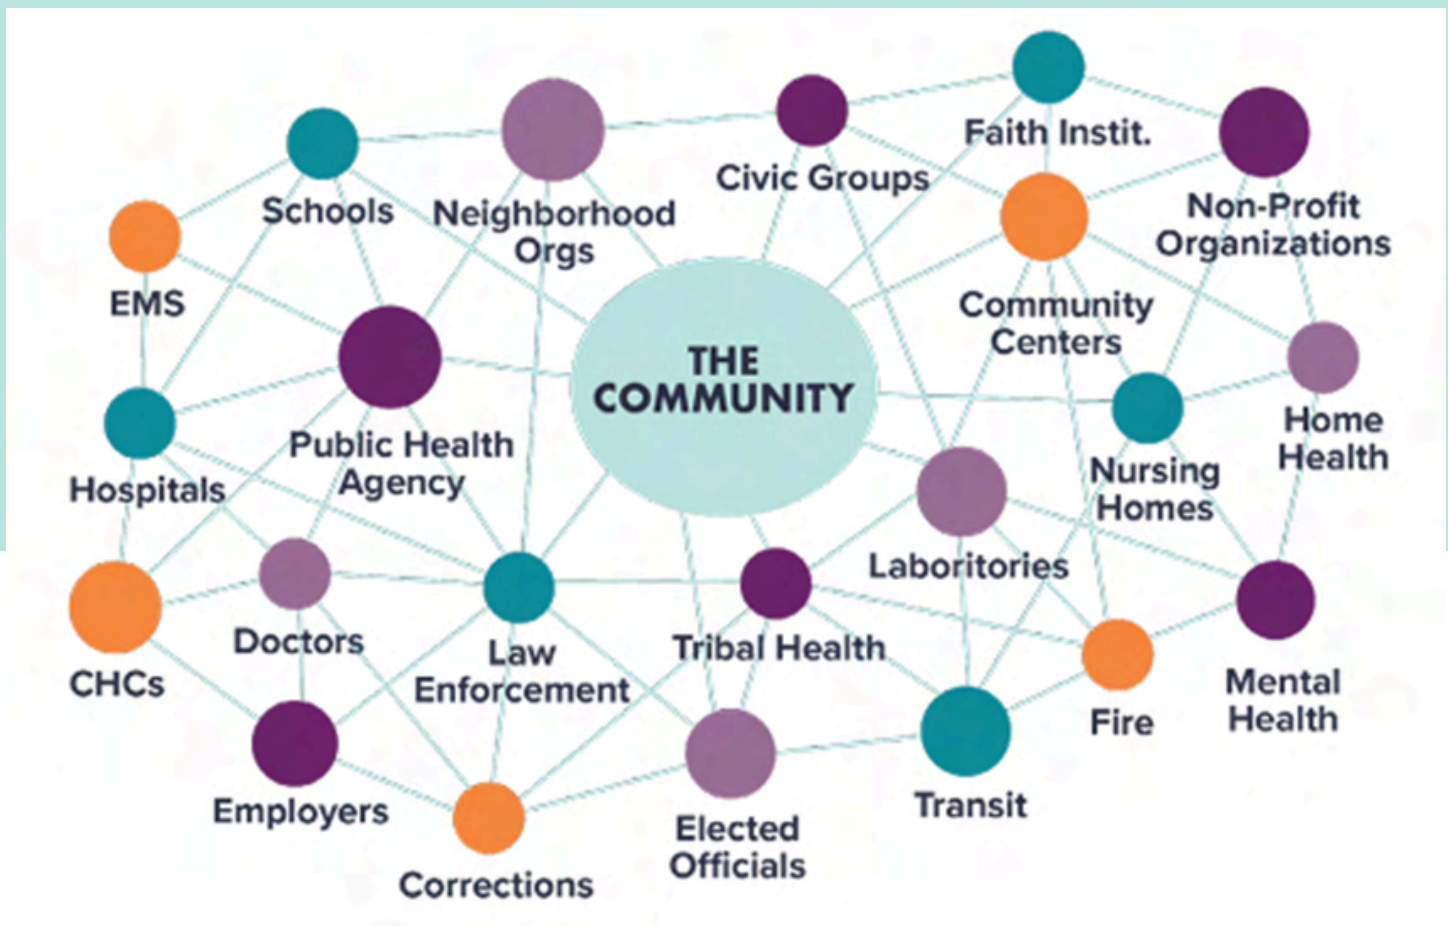 Faith Instit.
Civic Groups
Schools
Neighborhood
Orgs
Non-Profit
Organizations
EMS
Community
Centers
THE
COMMUNITY
Home
Health
Public Health
Agency
Hospitals
Nursing
Homes
Laboritories
Doctors
Law
Enforcement
Tribal Health
CHCs
Fire
Mental
Health
Employers
Transit
Elected
Officials
Corrections